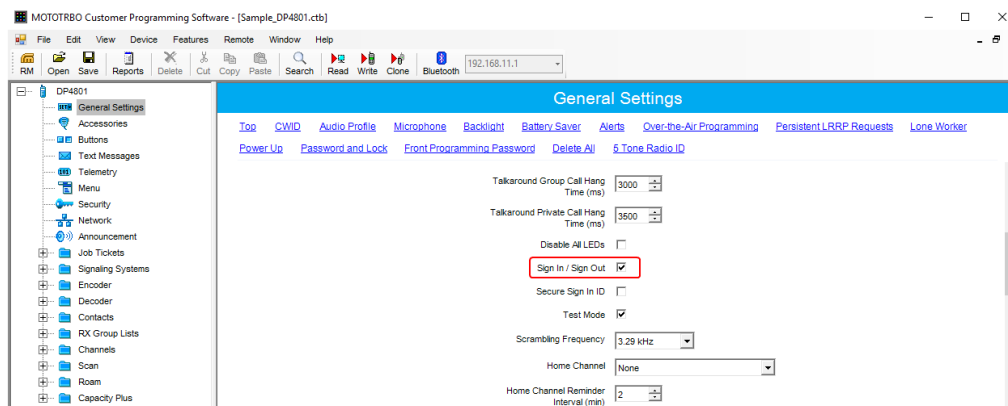 MOTOTRBO Customer Programming Software - [Sample_DP4801.ctb]
File Edit View Device Features Remote Window Help
RM Open Save Reports Delete Cut Copy Paste Search Read Write Clone Bluetooth 192.168.11.1
DP4801
General Settings
Accessories
Buttons
Text Messages
Telemetry
Menu
Security
Network
Announcement
Job Tickets
Signaling Systems
Encoder
Decoder
Contacts
RX Group Lists
Channels
Scan
Roam
Capacity Plus
General Settings
Top CWID Audio Profile Microphone Backlight Battery Saver Alerts Over-the-Air Programming Persistent LRRP Requests Lone Worker
Power Up Password and Lock Front Programming Password Delete All 5 Tone Radio ID
Talkaround Group Call Hang
Time (ms) 3000
Talkaround Private Call Hang
Time (ms) 3500
Disable All LEDs
Sign In / Sign Out
Secure Sign In ID
Test Mode
Scrambling Frequency 3.29 kHz
Home Channel None
Home Channel Reminder
Interval (min) 2